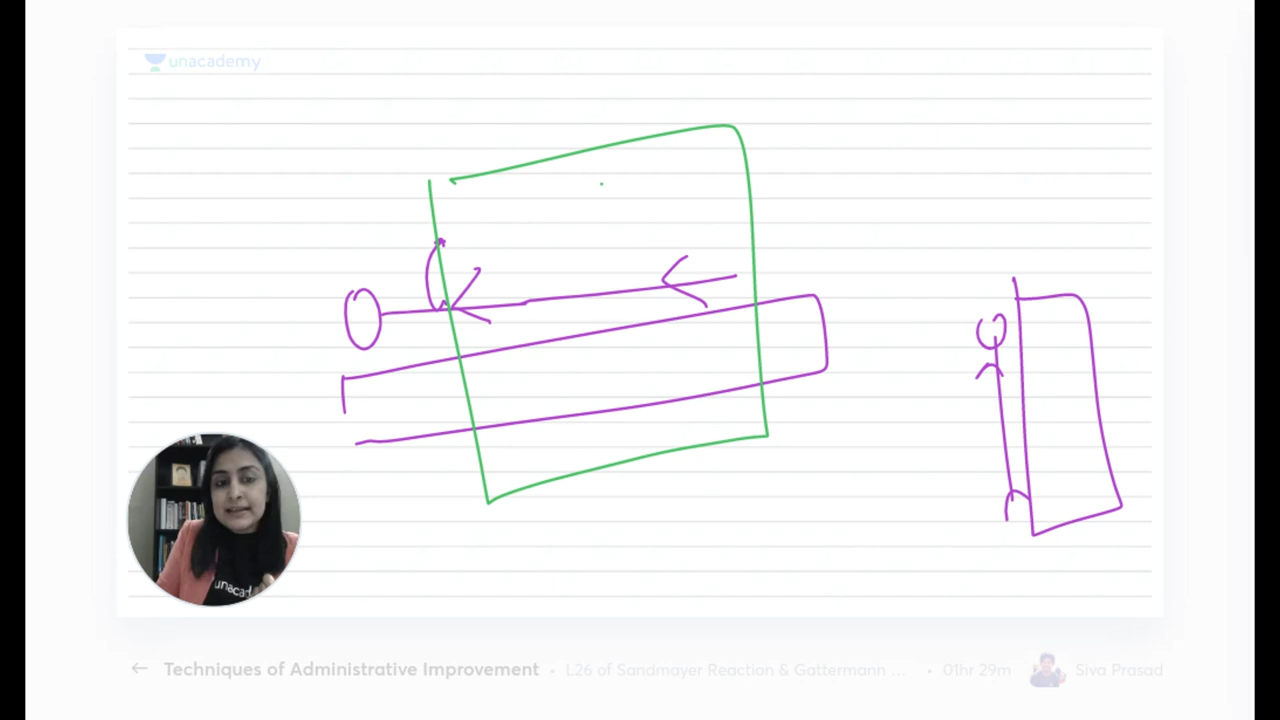 unacademy
unacad
← Techniques of Administrative Improvement • L26 of Sandmayer Reaction & Gattermann ... • 01hr 29m Siva Prasad